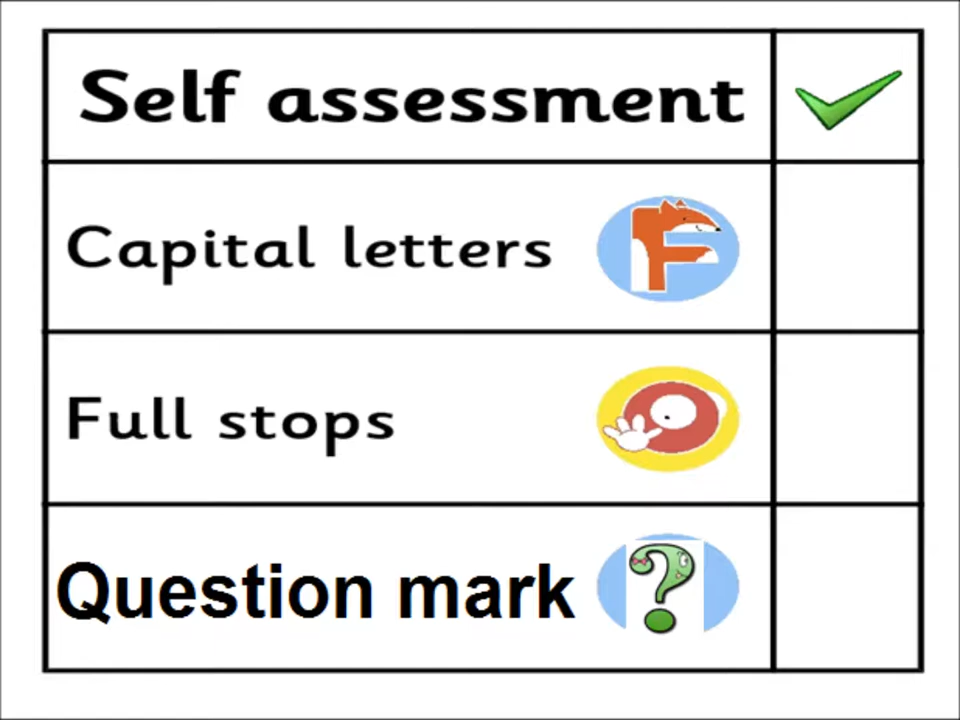 Self assessment
Capital letters
Full stops
Question mark